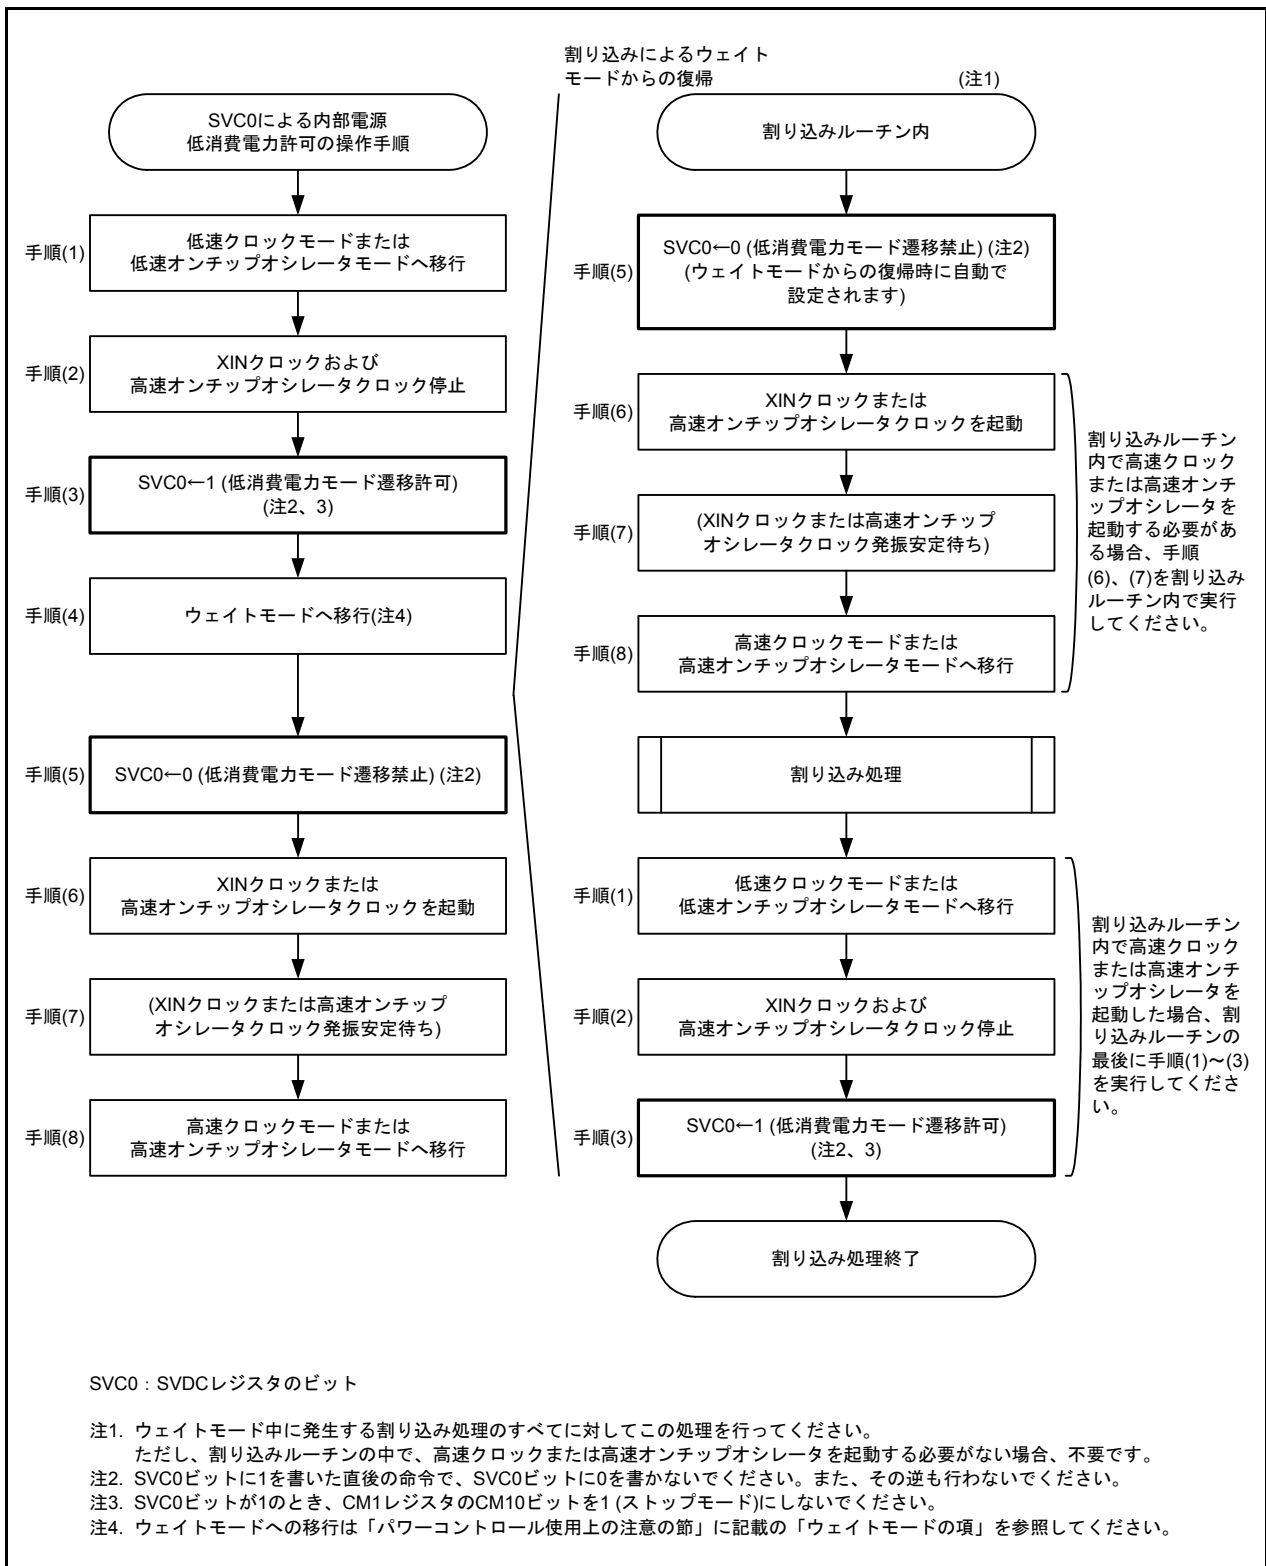 SVC0による内部電源
低消費電力許可の操作手順
手順(1)
低速クロックモードまたは
低速オンチップオシレータモードへ移行
手順(2)
XINクロックおよび
高速オンチップオシレータクロック停止
手順(3)
SVC0←1 (低消費電力モード遷移許可)
(注2、3)
手順(4)
ウェイトモードへ移行(注4)
手順(5)
SVC0←0 (低消費電力モード遷移禁止) (注2)
手順(6)
XINクロックまたは
高速オンチップオシレータクロックを起動
手順(7)
(XINクロックまたは高速オンチップ
オシレータクロック発振安定待ち)
手順(8)
高速クロックモードまたは
高速オンチップオシレータモードへ移行
割り込みによるウェイト
モードからの復帰
(注1)
割り込みルーチン内
手順(5)
SVC0←0 (低消費電力モード遷移禁止) (注2)
(ウェイトモードからの復帰時に自動で
設定されます)
手順(6)
XINクロックまたは
高速オンチップオシレータクロックを起動
手順(7)
(XINクロックまたは高速オンチップ
オシレータクロック発振安定待ち)
手順(8)
高速クロックモードまたは
高速オンチップオシレータモードへ移行
割り込みルーチン
内で高速クロック
または高速オンチ
ップオシレータを
起動する必要があ
る場合、手順
(6)、(7)を割り込み
ルーチン内で実行
してください。
割り込み処理
手順(1)
低速クロックモードまたは
低速オンチップオシレータモードへ移行
手順(2)
XINクロックおよび
高速オンチップオシレータクロック停止
手順(3)
SVC0←1 (低消費電力モード遷移許可)
(注2、3)
割り込みルーチン
内で高速クロック
または高速オンチ
ップオシレータを
起動した場合、割
り込みルーチンの
最後に手順(1)～(3)
を実行してくださ
い。
割り込み処理終了
SVC0：SVDCレジスタのビット
注1. ウェイトモード中に発生する割り込み処理のすべてに対してこの処理を行ってください。
ただし、割り込みルーチンの中で、高速クロックまたは高速オンチップオシレータを起動する必要がない場合、不要です。
注2. SVC0ビットに1を書いた直後の命令で、SVC0ビットに0を書かないでください。また、その逆も行わないでください。
注3. SVC0ビットが1のとき、CM1レジスタのCM10ビットを1 (ストップモード)にしないでください。
注4. ウェイトモードへの移行は「パワーコントロール使用上の注意の節」に記載の「ウェイトモードの項」を参照してください。